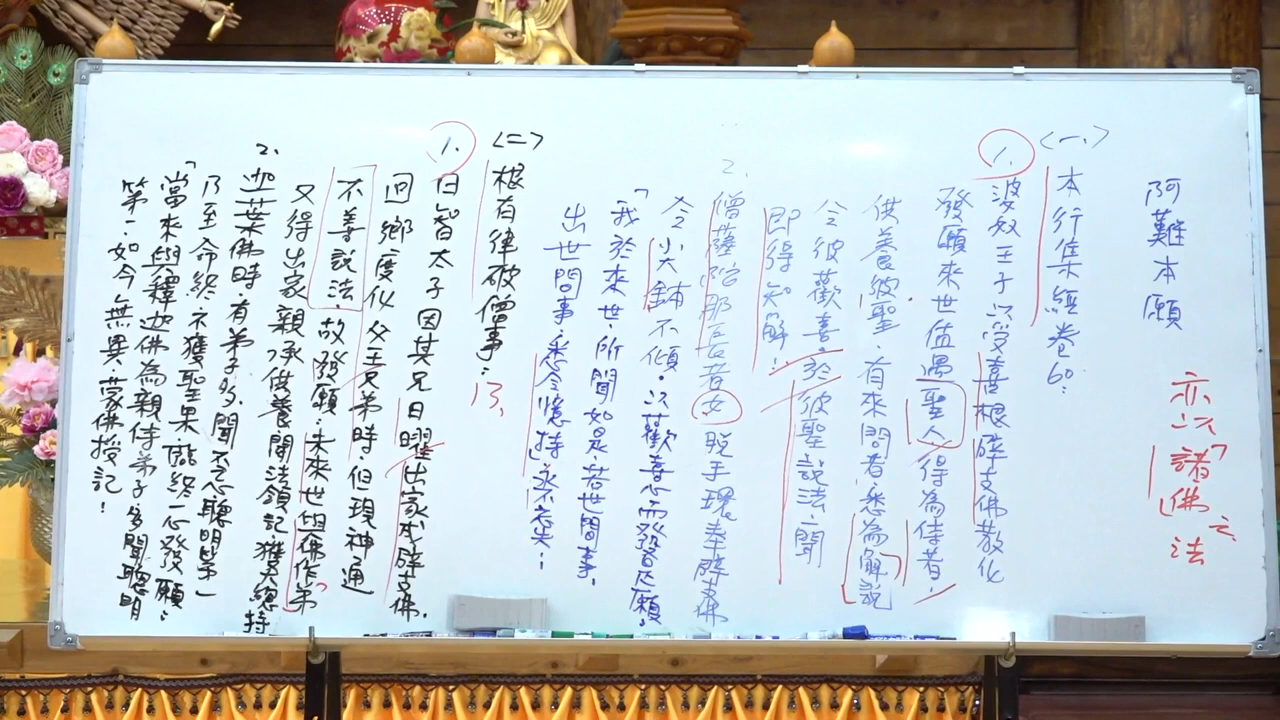 阿難本願
亦以「諸佛」之法
〈一〉
本行集經卷60：
1.
波奴王子以受喜根辟支佛教化
發願來世值遇聖人得為侍者，
供養彼聖．有來問者．悉為解說
令彼歡喜．於彼聖說法．聞
即得知解！
2.
僧薩陀那長者女脫手環奉辟支佛
令小大鉢不傾．以歡喜心而發是願．
「我於來世．所聞如是．若世間事．
出世間事．悉令憶持．永不忘失！
〈二〉
根有律破僧事：
1.
日智太子因其兄日曜出家成辟支佛．
回鄉度化父王兄弟時．但現神通
不善說法．故發願．未來世與佛作弟
又得出家親承供養聞法領記．獲大總持
2.
迦葉佛時．有弟子多聞不忘聰明第一
乃至命終．不獲聖果．臨終一心發願：
「當來與釋迦佛為親侍弟子多聞聰明
第一．如今無異．蒙佛授記！